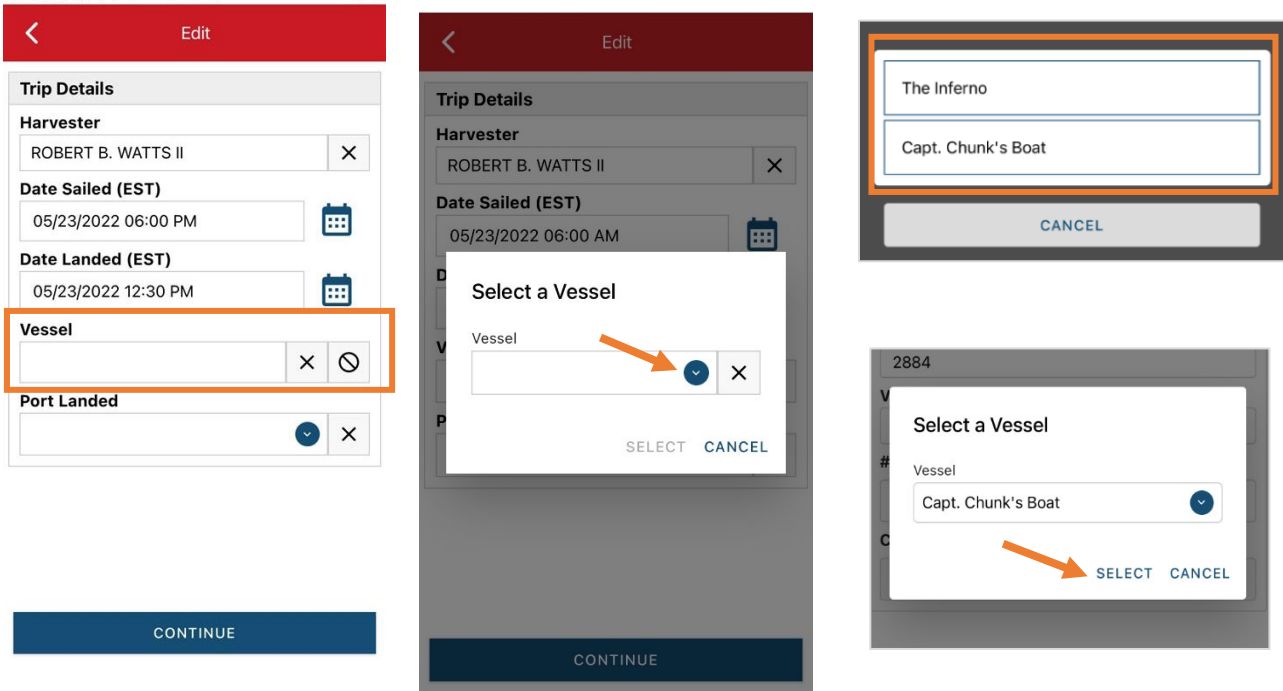 Edit
Trip Details
Harvester
ROBERT B. WATTS II
Date Sailed (EST)
05/23/2022 06:00 PM
Date Landed (EST)
05/23/2022 12:30 PM
Vessel
Port Landed
CONTINUE
Edit
Trip Details
Harvester
ROBERT B. WATTS II
Date Sailed (EST)
05/23/2022 06:00 AM
D
Select a Vessel
V
Vessel
P
SELECT CANCEL
CONTINUE
The Inferno
Capt. Chunk's Boat
CANCEL
2884
V
Select a Vessel
#
Vessel
Capt. Chunk's Boat
C
SELECT CANCEL